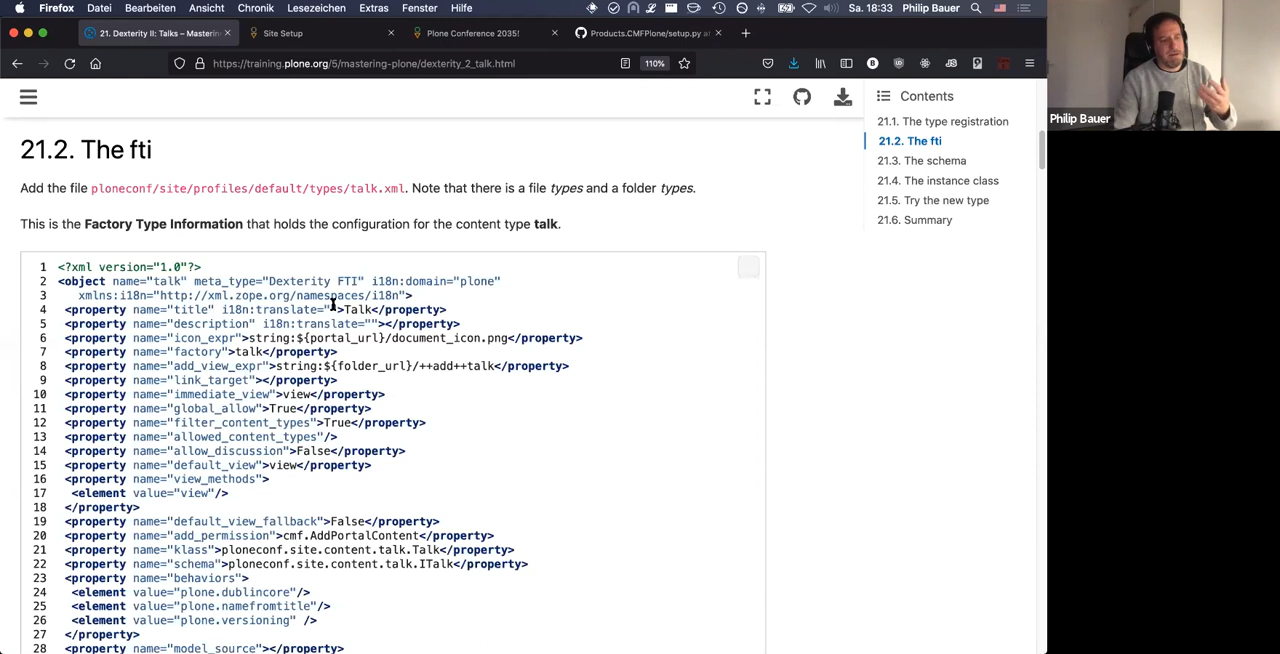 Firefox Datei Bearbeiten Ansicht Chronik Lesezeichen Extras Fenster Hilfe Sa. 18:33 Philip Bauer
21. Dexterity II: Talks – Masterin Site Setup Plone Conference 2035! Products.CMFPlone/setup.py at
https://training.plone.org/5/mastering-plone/dexterity_2_talk.html 110%
Philip Bauer
Contents
21.1. The type registration
21.2. The fti
21.3. The schema
21.4. The instance class
21.5. Try the new type
21.6. Summary
21.2. The fti
Add the file ploneconf/site/profiles/default/types/talk.xml. Note that there is a file types and a folder types.
This is the Factory Type Information that holds the configuration for the content type talk.
1 <?xml version="1.0"?>
2 <object name="talk" meta_type="Dexterity FTI" i18n:domain="plone"
3 xmlns:i18n="http://xml.zope.org/namespaces/i18n">
4 <property name="title" i18n:translate="">Talk</property>
5 <property name="description" i18n:translate=""></property>
6 <property name="icon_expr">string:${portal_url}/document_icon.png</property>
7 <property name="factory">talk</property>
8 <property name="add_view_expr">string:${folder_url}/++add++talk</property>
9 <property name="link_target"></property>
10 <property name="immediate_view">view</property>
11 <property name="global_allow">True</property>
12 <property name="filter_content_types">True</property>
13 <property name="allowed_content_types"/>
14 <property name="allow_discussion">False</property>
15 <property name="default_view">view</property>
16 <property name="view_methods">
17 <element value="view"/>
18 </property>
19 <property name="default_view_fallback">False</property>
20 <property name="add_permission">cmf.AddPortalContent</property>
21 <property name="klass">ploneconf.site.content.talk.Talk</property>
22 <property name="schema">ploneconf.site.content.talk.ITalk</property>
23 <property name="behaviors">
24 <element value="plone.dublincore"/>
25 <element value="plone.namefromtitle"/>
26 <element value="plone.versioning" />
27 </property>
28 <property name="model_source"></property>